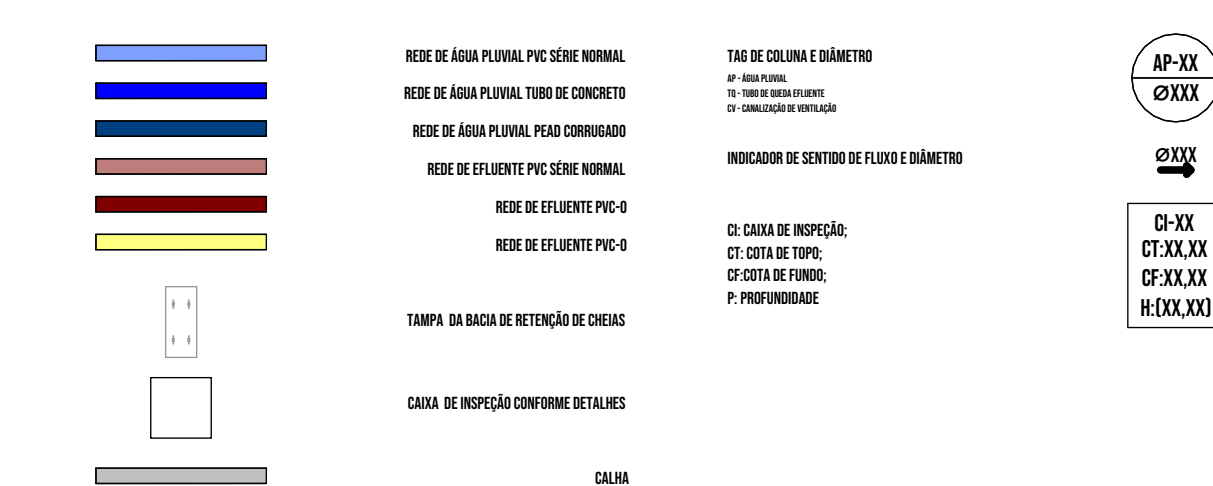 REDE DE ÁGUA PLUVIAL PVC SÉRIE NORMAL
REDE DE ÁGUA PLUVIAL TUBO DE CONCRETO
REDE DE ÁGUA PLUVIAL PEAD CORRUGADO
REDE DE EFLUENTE PVC SÉRIE NORMAL
REDE DE EFLUENTE PVC-O
REDE DE EFLUENTE PVC-O
TAMPA DA BACIA DE RETENÇÃO DE CHEIAS
CAIXA DE INSPEÇÃO CONFORME DETALHES
CALHA
TAG DE COLUNA E DIÂMETRO
AP - ÁGUA PLUVIAL
TQ - TUBO DE QUEDA EFLUENTE
CV - CANALIZAÇÃO DE VENTILAÇÃO
INDICADOR DE SENTIDO DE FLUXO E DIÂMETRO
CI: CAIXA DE INSPEÇÃO;
CT: COTA DE TOPO;
CF:COTA DE FUNDO;
P: PROFUNDIDADE
AP-XX
ØXXX
ØXXX
CI-XX
CT:XX,XX
CF:XX,XX
H:(XX,XX)